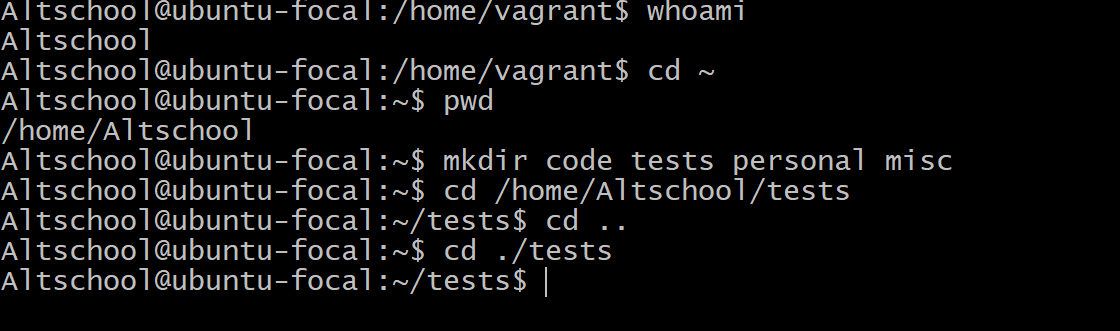 Altschool@ubuntu-focal:/home/vagrant$ whoami
Altschool
Altschool@ubuntu-focal:/home/vagrant$ cd ~
Altschool@ubuntu-focal:~$ pwd
/home/Altschool
Altschool@ubuntu-focal:~$ mkdir code tests personal misc
Altschool@ubuntu-focal:~$ cd /home/Altschool/tests
Altschool@ubuntu-focal:~/tests$ cd ..
Altschool@ubuntu-focal:~$ cd ./tests
Altschool@ubuntu-focal:~/tests$